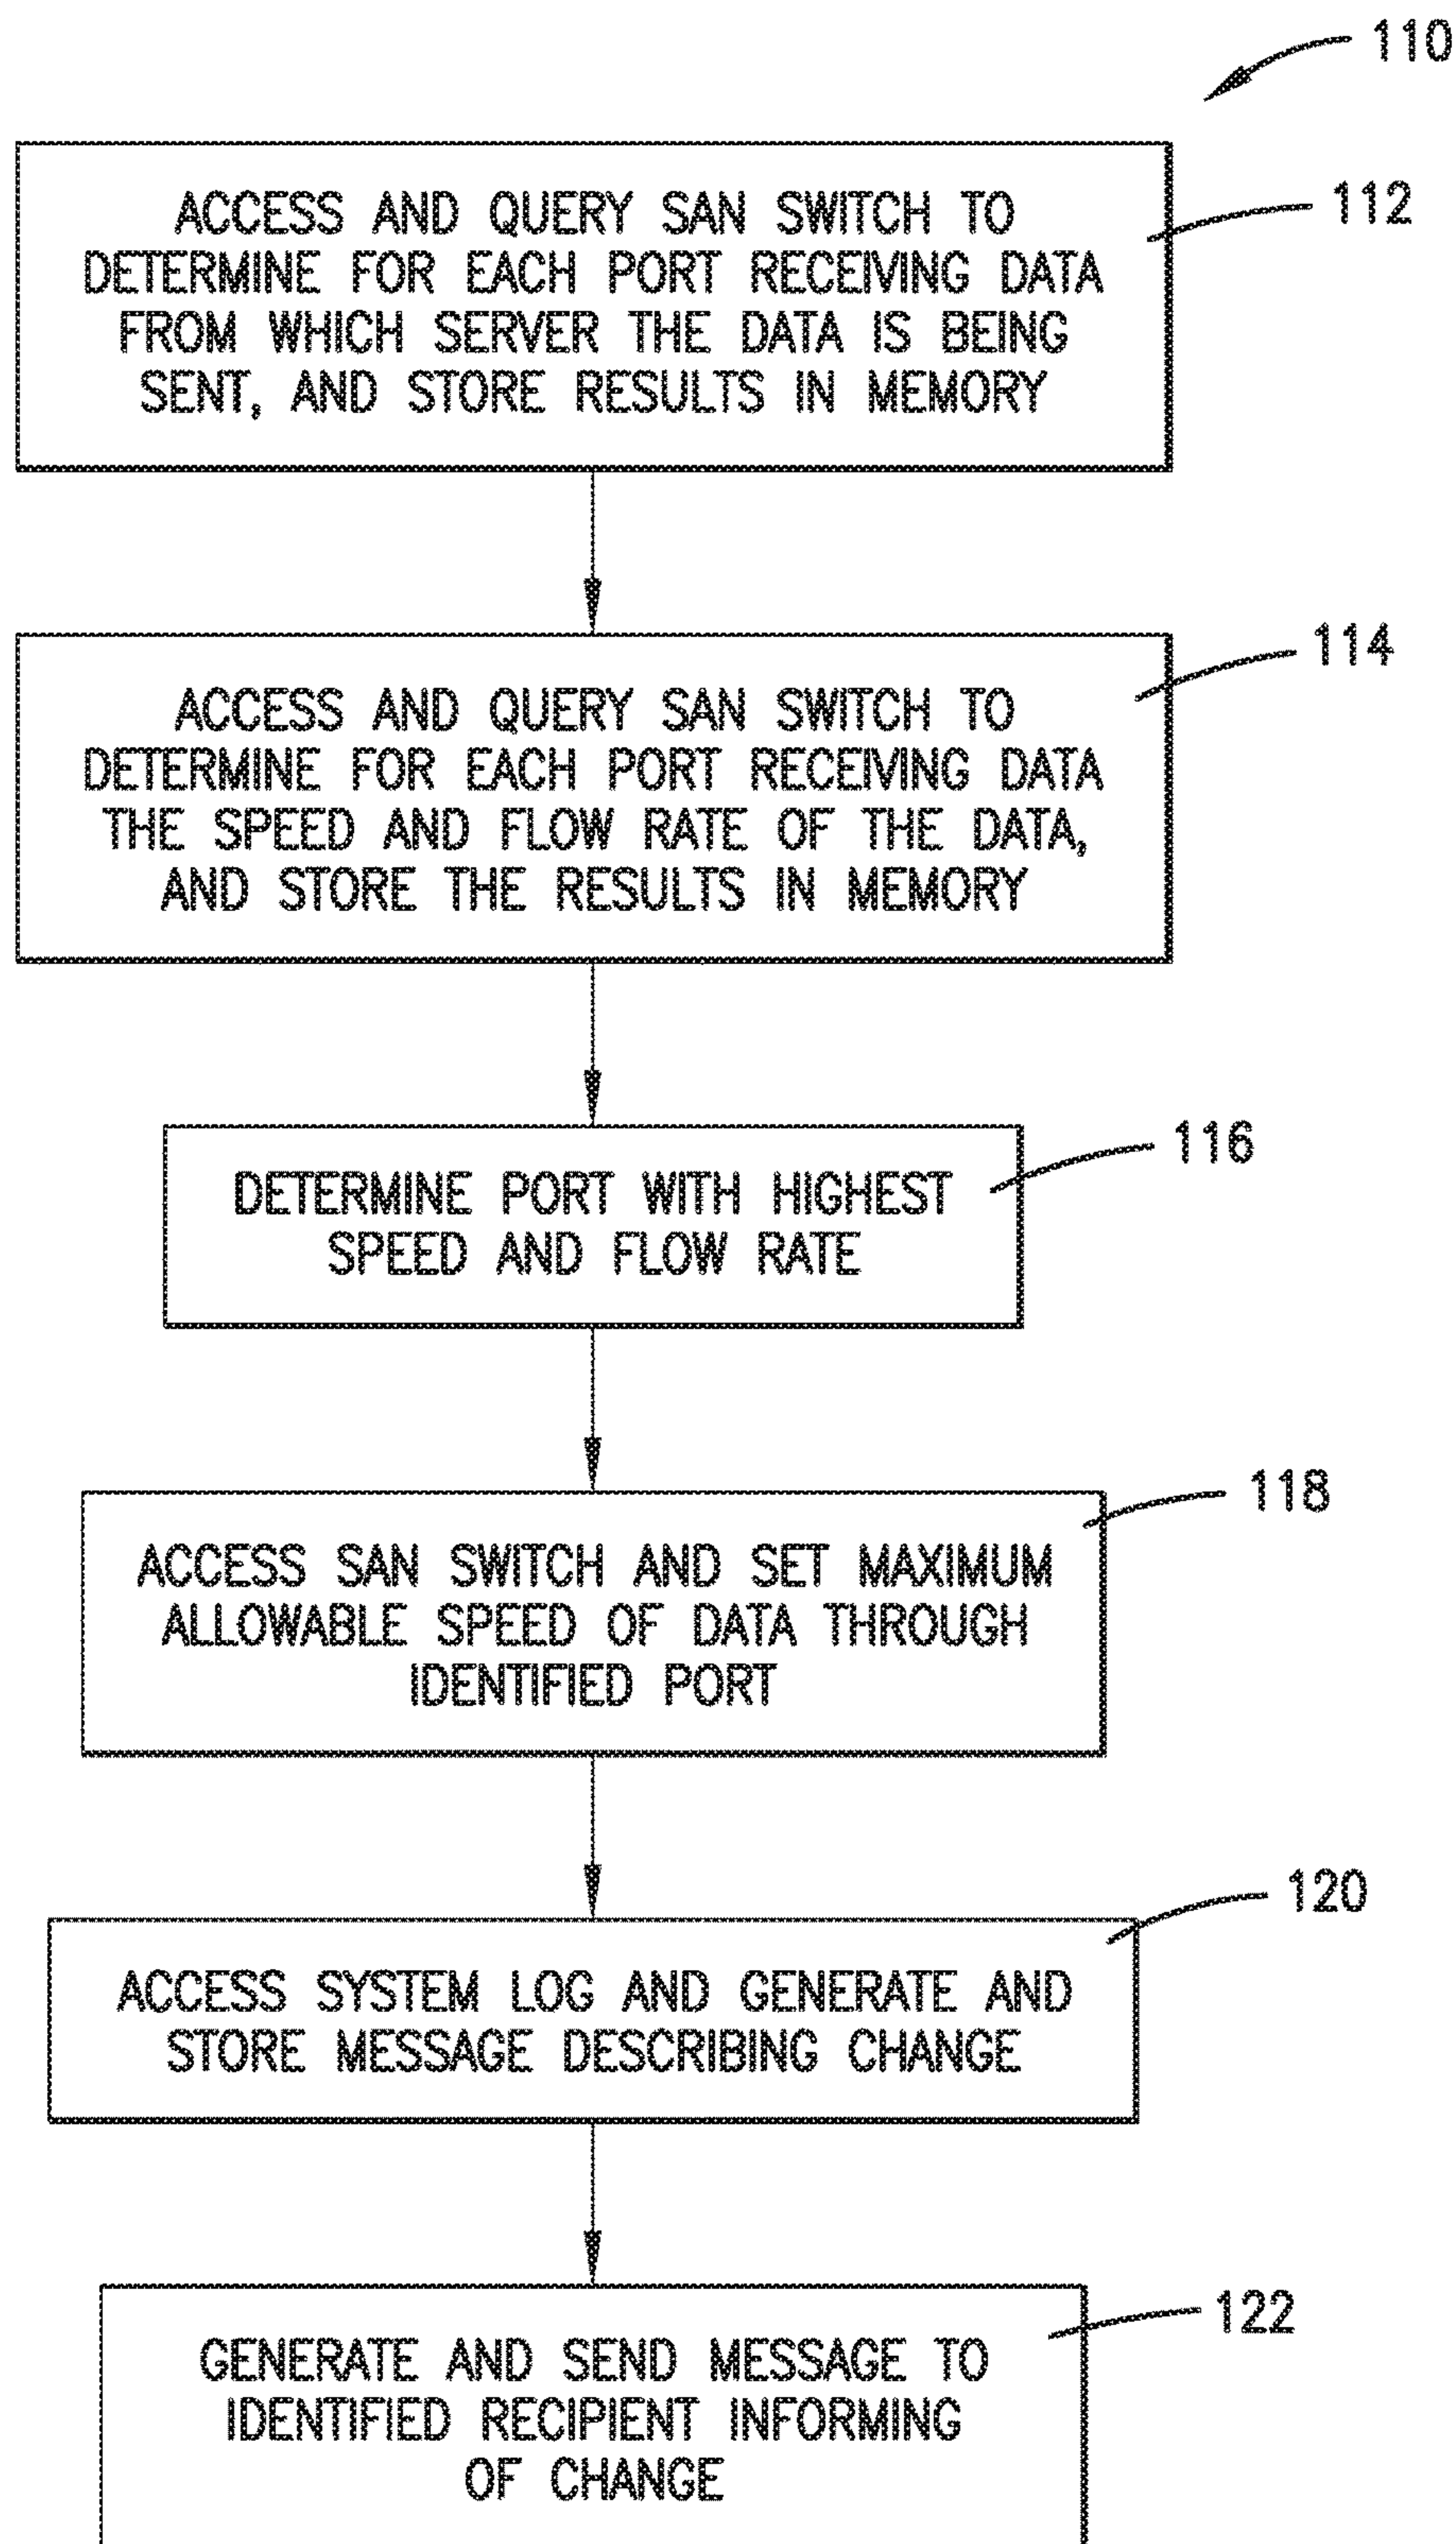 110
ACCESS AND QUERY SAN SWITCH TO
DETERMINE FOR EACH PORT RECEIVING DATA
FROM WHICH SERVER THE DATA IS BEING
SENT, AND STORE RESULTS IN MEMORY
112
ACCESS AND QUERY SAN SWITCH TO
DETERMINE FOR EACH PORT RECEIVING DATA
THE SPEED AND FLOW RATE OF THE DATA,
AND STORE THE RESULTS IN MEMORY
114
DETERMINE PORT WITH HIGHEST
SPEED AND FLOW RATE
116
ACCESS SAN SWITCH AND SET MAXIMUM
ALLOWABLE SPEED OF DATA THROUGH
IDENTIFIED PORT
118
ACCESS SYSTEM LOG AND GENERATE AND
STORE MESSAGE DESCRIBING CHANGE
120
GENERATE AND SEND MESSAGE TO
IDENTIFIED RECIPIENT INFORMING
OF CHANGE
122